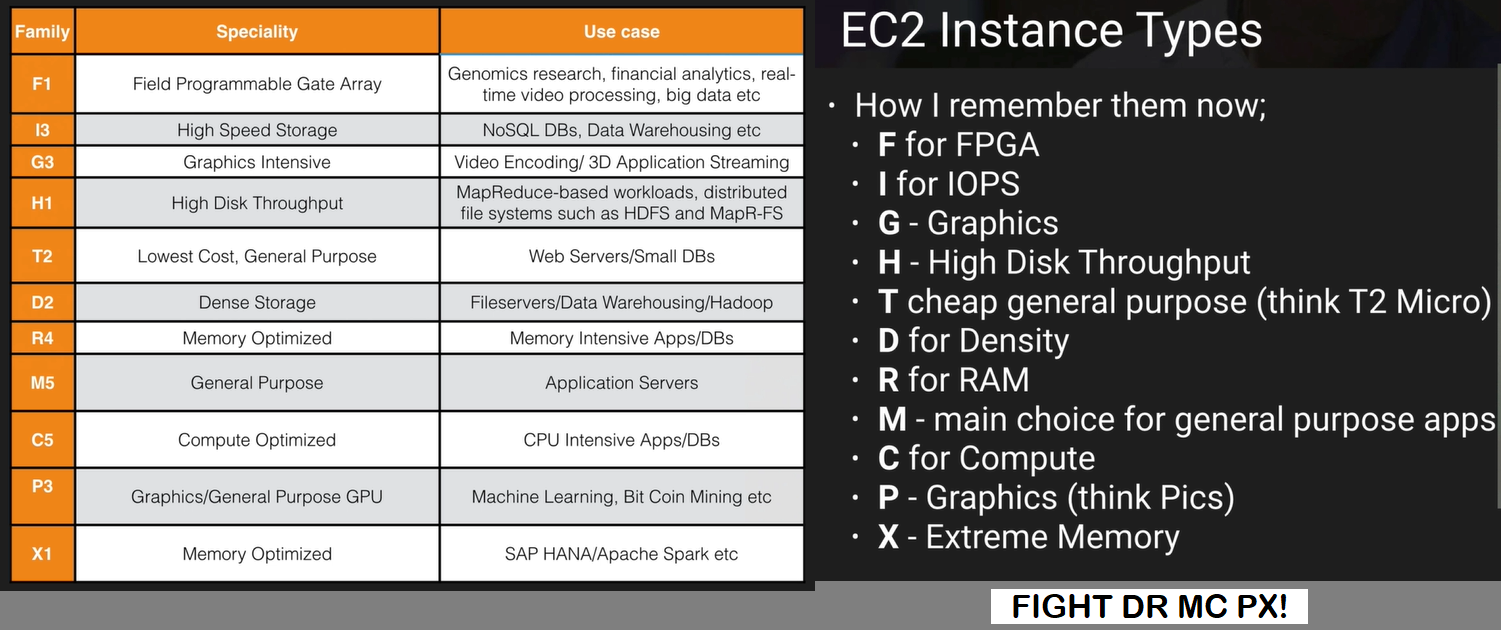 Family Speciality Use case
F1 Field Programmable Gate Array Genomics research, financial analytics, real-
time video processing, big data etc
I3 High Speed Storage NoSQL DBs, Data Warehousing etc
G3 Graphics Intensive Video Encoding/ 3D Application Streaming
H1 High Disk Throughput MapReduce-based workloads, distributed
file systems such as HDFS and MapR-FS
T2 Lowest Cost, General Purpose Web Servers/Small DBs
D2 Dense Storage Fileservers/Data Warehousing/Hadoop
R4 Memory Optimized Memory Intensive Apps/DBs
M5 General Purpose Application Servers
C5 Compute Optimized CPU Intensive Apps/DBs
P3 Graphics/General Purpose GPU Machine Learning, Bit Coin Mining etc
X1 Memory Optimized SAP HANA/Apache Spark etc
EC2 Instance Types
• How I remember them now;
• F for FPGA
• I for IOPS
• G - Graphics
• H - High Disk Throughput
• T cheap general purpose (think T2 Micro)
• D for Density
• R for RAM
• M - main choice for general purpose apps
• C for Compute
• P - Graphics (think Pics)
• X - Extreme Memory
FIGHT DR MC PX!